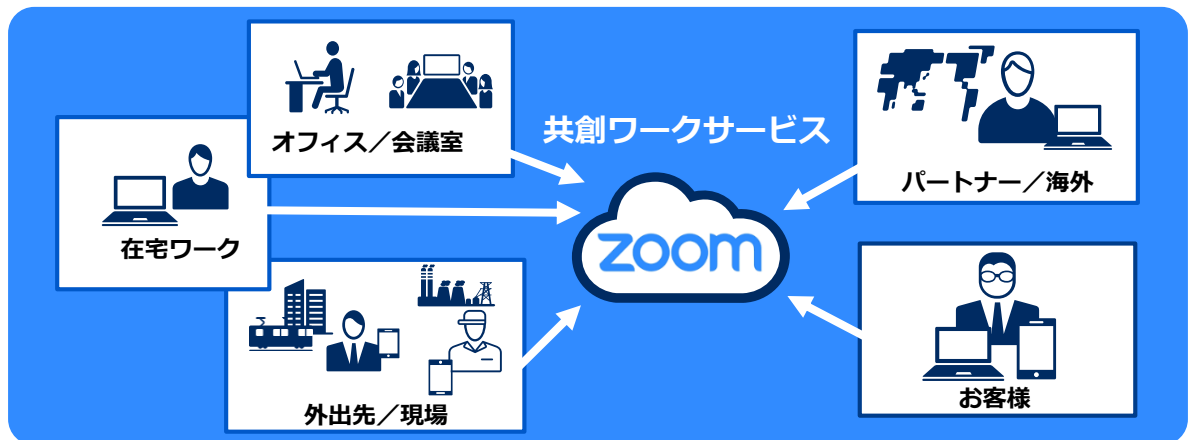 オフィス／会議室
共創ワークサービス
パートナー／海外
在宅ワーク
zoom
外出先／現場
お客様